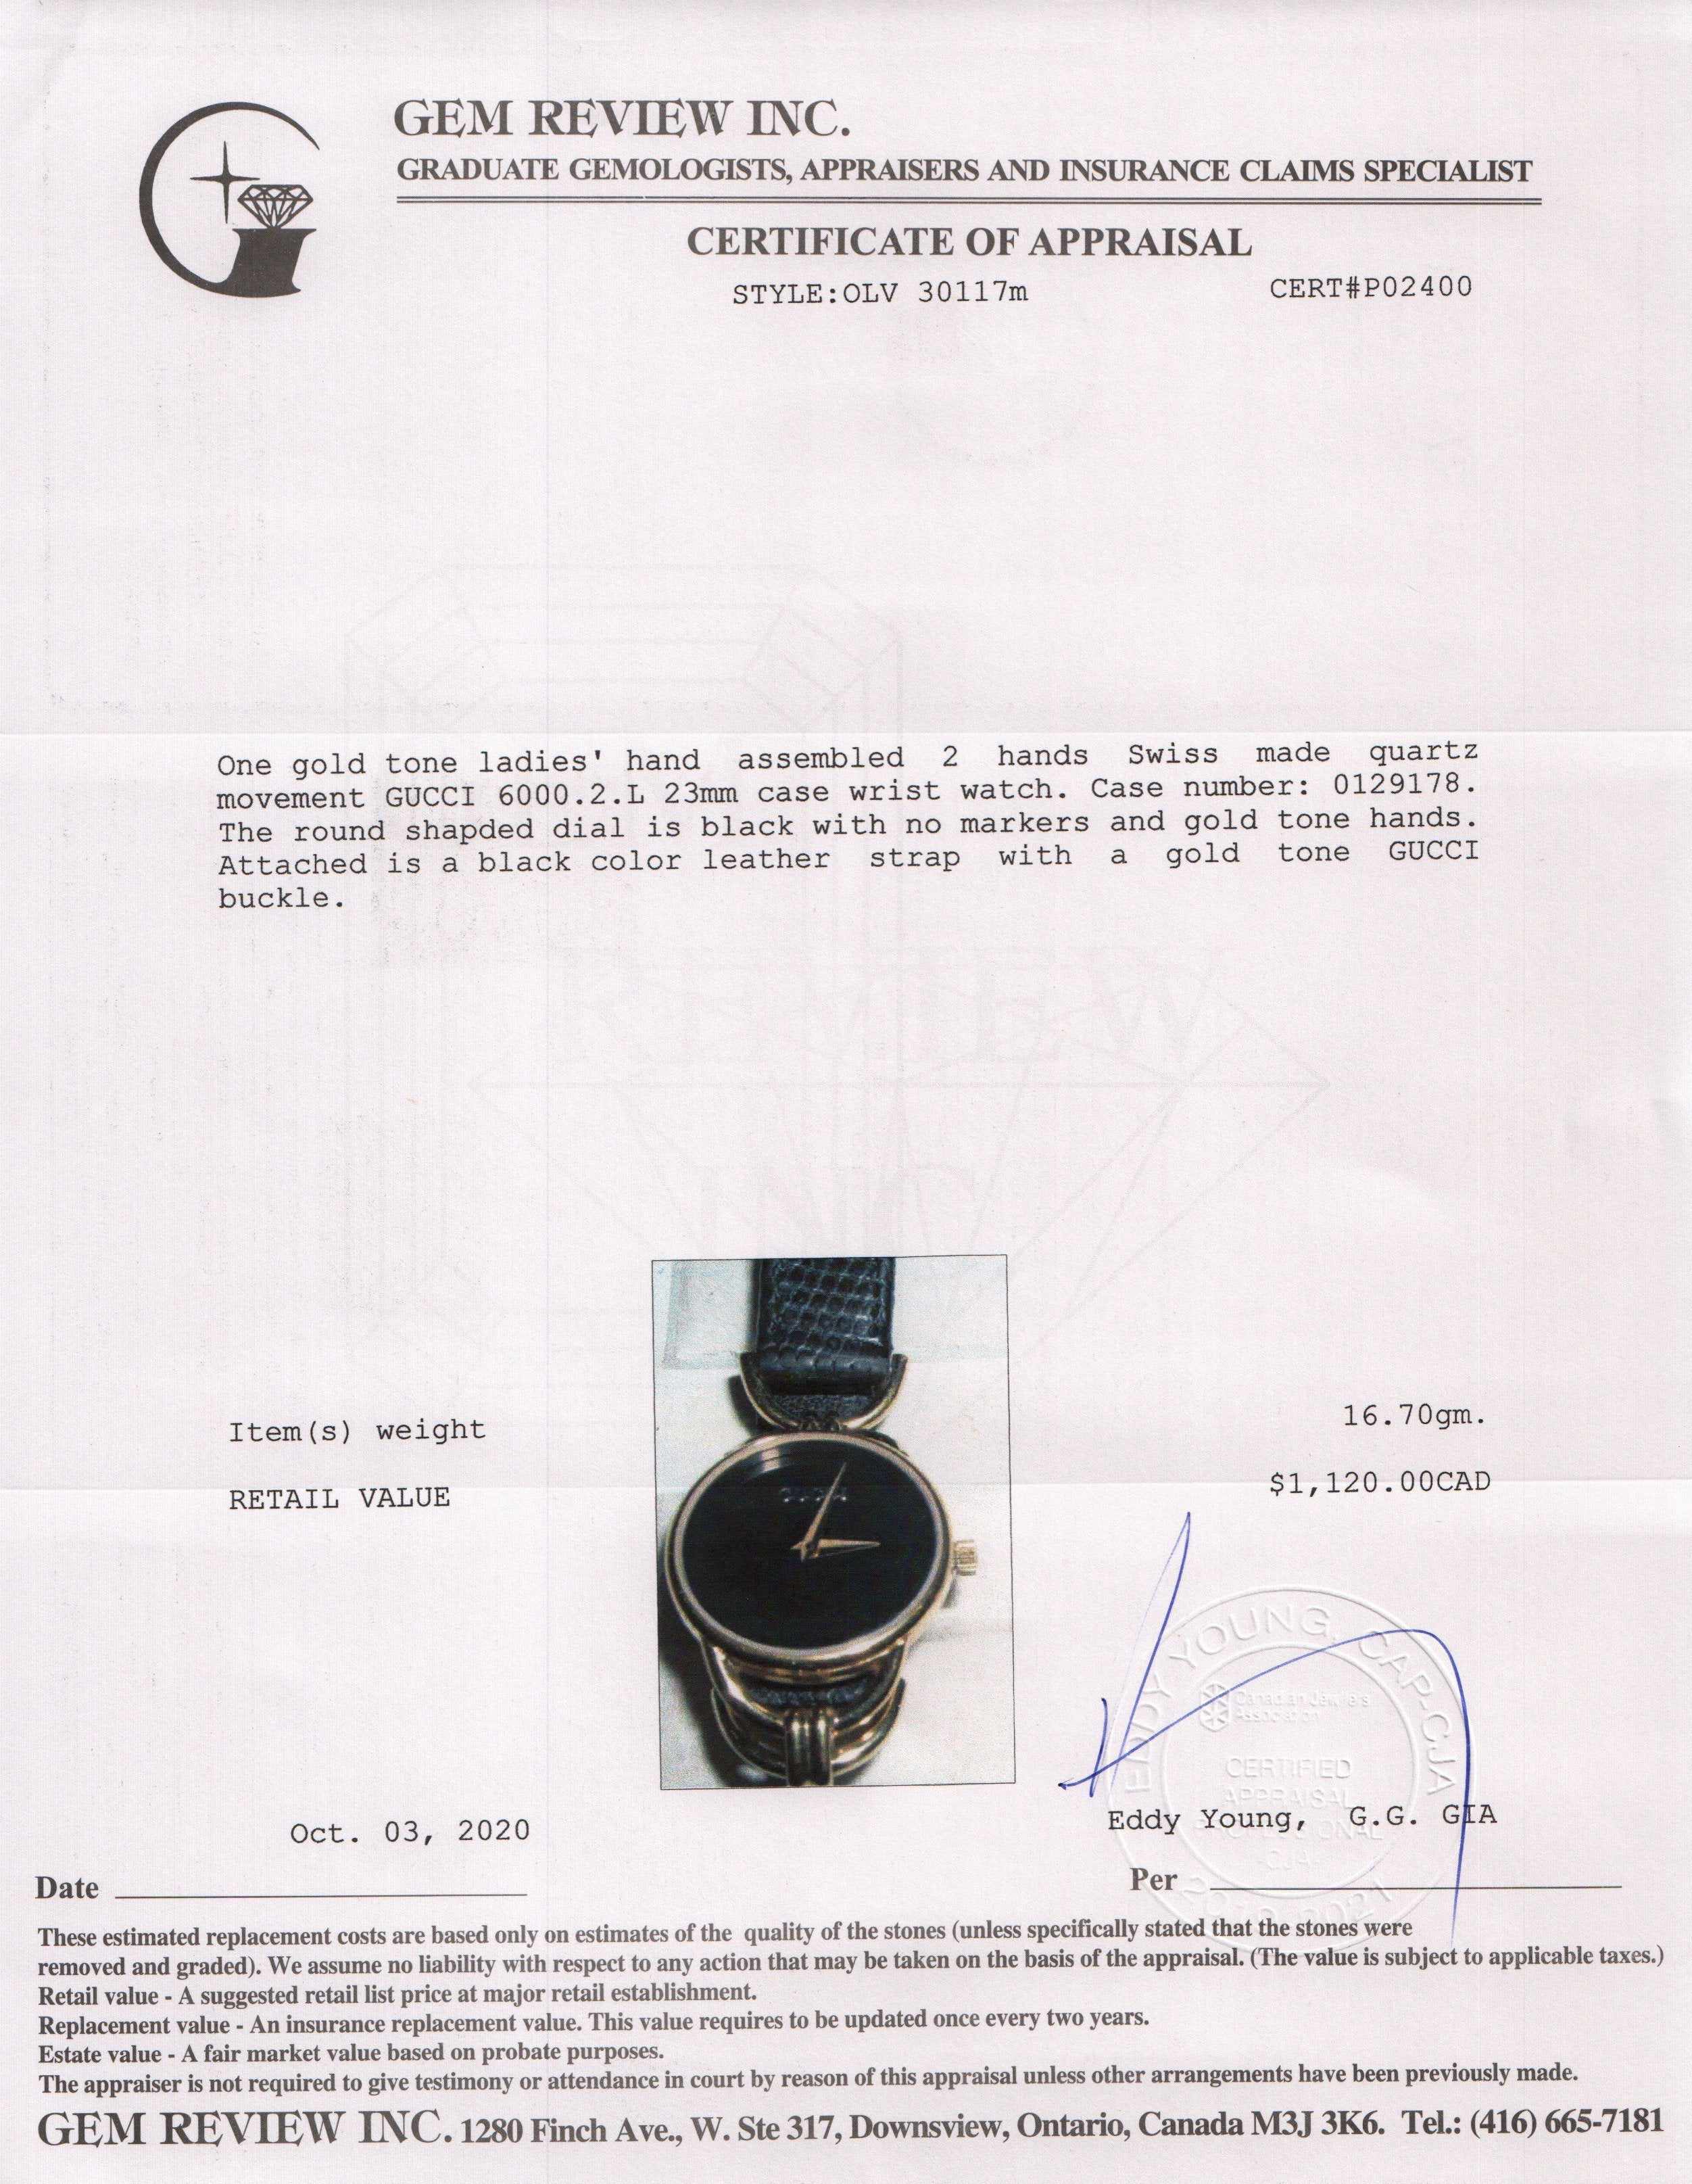 GEM REVIEW INC.
GRADUATE GEMOLOGISTS, APPRAISERS AND INSURANCE CLAIMS SPECIALIST
CERTIFICATE OF APPRAISAL
STYLE:OLV 30117m
CERT#P02400
One gold tone ladies' hand assembled 2 hands Swiss made quartz
movement GUCCI 6000.2.L 23mm case wrist watch. Case number: 0129178.
The round shapded dial is black with no markers and gold tone hands.
Attached is a black color leather strap with a gold tone GUCCI
buckle.
Item(s) weight
16.70gm.
RETAIL VALUE
$1,120.00CAD
GUCCI
EDDY YOUNG, CAP-CJA
Canadian Jewellers
Association
CERTIFIED
APPRAISAL
CJA
Eddy Young, G.G. GIA
Oct. 03, 2020
Date
Per
These estimated replacement costs are based only on estimates of the quality of the stones (unless specifically stated that the stones were
removed and graded). We assume no liability with respect to any action that may be taken on the basis of the appraisal. (The value is subject to applicable taxes.)
Retail value - A suggested retail list price at major retail establishment.
Replacement value - An insurance replacement value. This value requires to be updated once every two years.
Estate value - A fair market value based on probate purposes.
The appraiser is not required to give testimony or attendance in court by reason of this appraisal unless other arrangements have been previously made.
GEM REVIEW INC. 1280 Finch Ave., W. Ste 317, Downsview, Ontario, Canada M3J 3K6. Tel.: (416) 665-7181